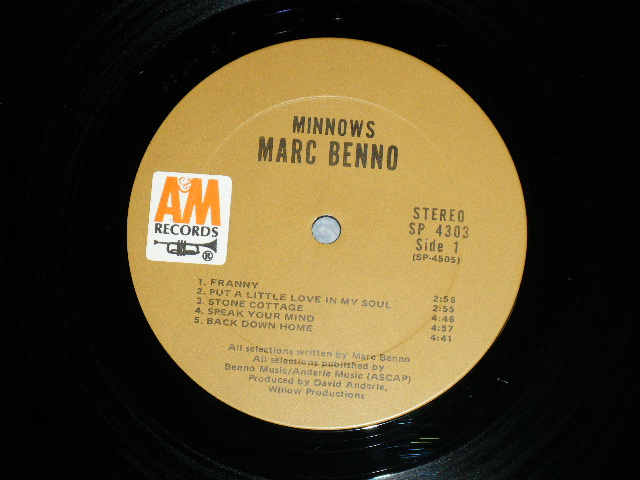 MINNOWS
MARC BENNO
A&M
RECORDS
®
STEREO
SP 4303
Side 1
(SP-4505)
1. FRANNY 2:56
2. PUT A LITTLE LOVE IN MY SOUL 2:55
3. STONE COTTAGE 4:46
4. SPEAK YOUR MIND 4:57
5. BACK DOWN HOME 4:41
All selections written by Marc Benno
All selections published by
Benno Music/Anderle Music (ASCAP)
Produced by David Anderle,
Willow Productions